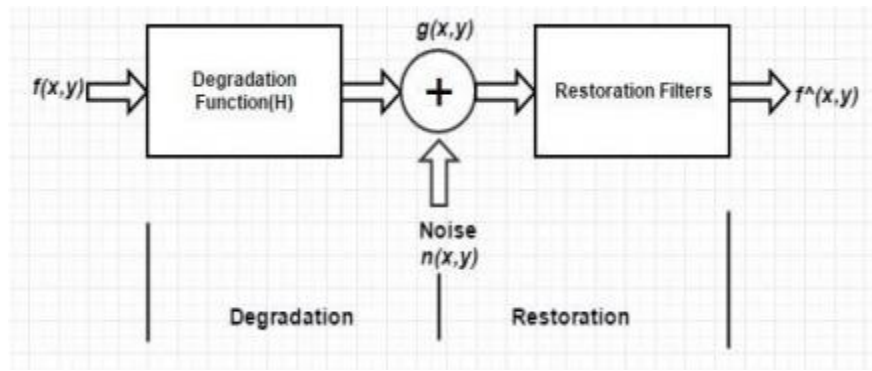 g(x,y)
f(x,y)
Degradation
Function(H)
+
Restoration Filters
f^(x,y)
Noise
n(x,y)
Degradation
Restoration